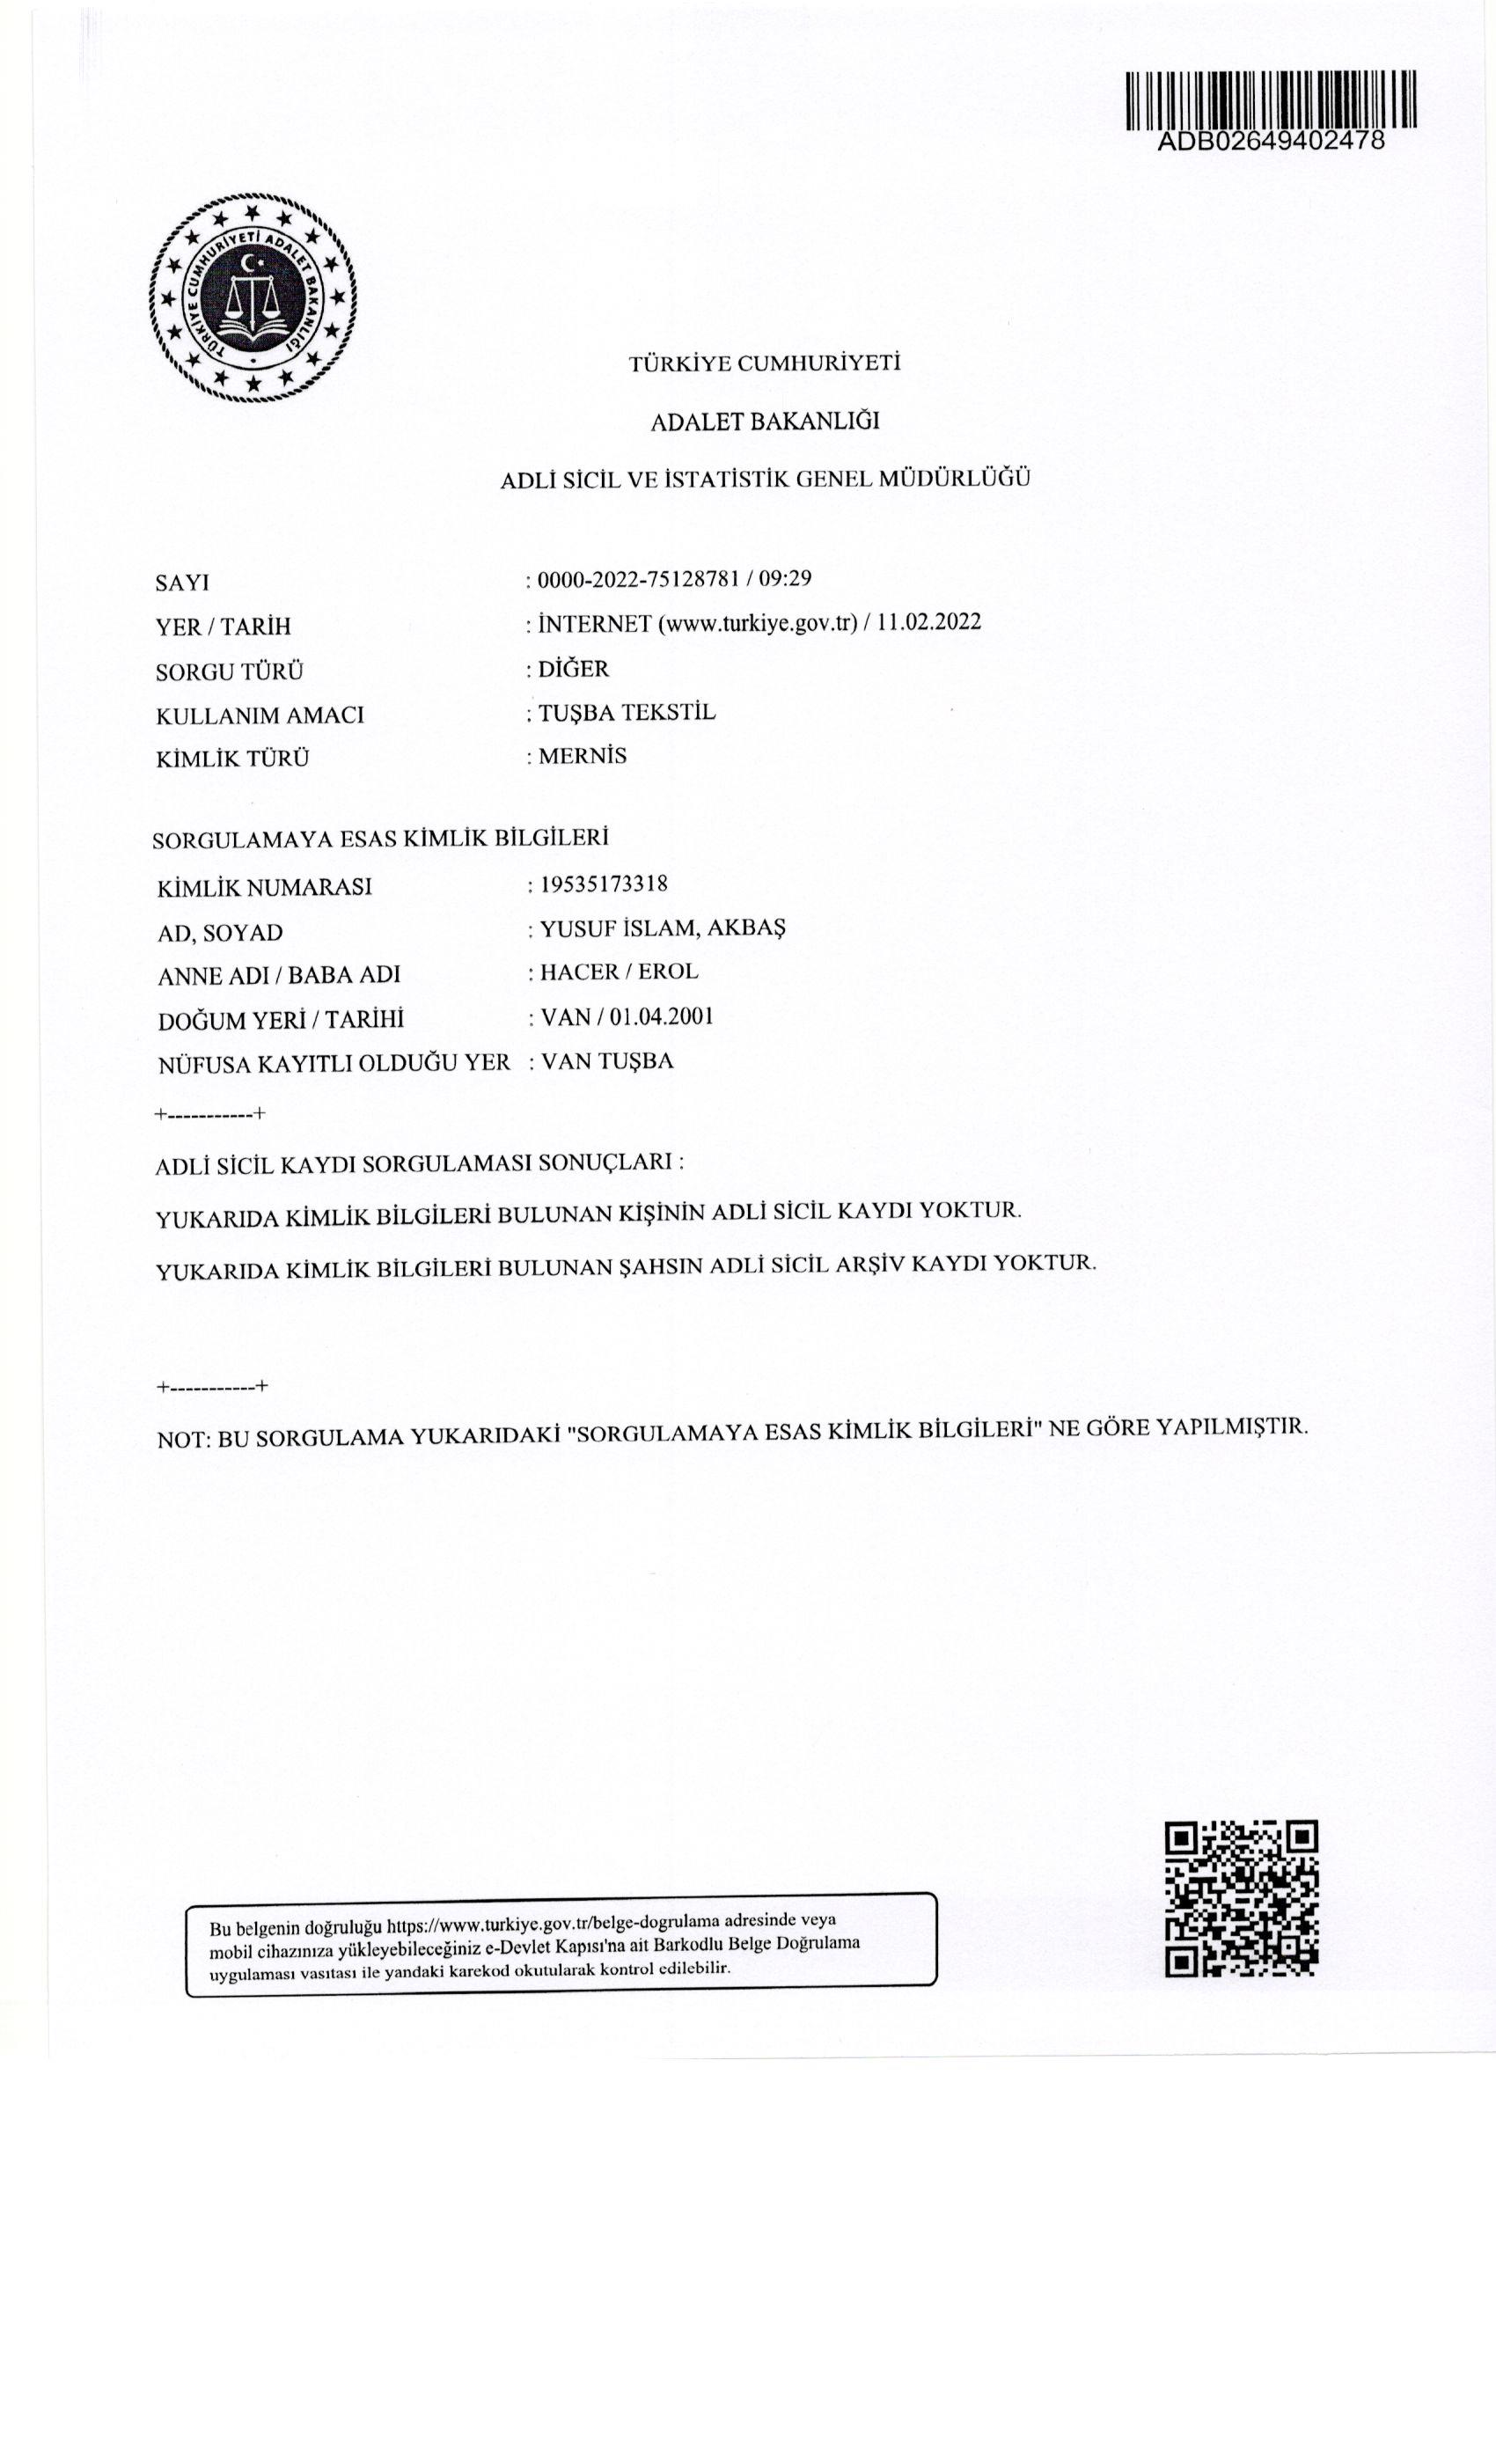 ADB02649402478
TÜRKİYE CUMHURİYETİ ADALET BAKANLIĞI
TÜRKİYE CUMHURİYETİ
ADALET BAKANLIĞI
ADLİ SİCİL VE İSTATİSTİK GENEL MÜDÜRLÜĞÜ
SAYI : 0000-2022-75128781 / 09:29
YER / TARİH : İNTERNET (www.turkiye.gov.tr) / 11.02.2022
SORGU TÜRÜ : DİĞER
KULLANIM AMACI : TUŞBA TEKSTİL
KİMLİK TÜRÜ : MERNİS
SORGULAMAYA ESAS KİMLİK BİLGİLERİ
KİMLİK NUMARASI : 19535173318
AD, SOYAD : YUSUF İSLAM, AKBAŞ
ANNE ADI / BABA ADI : HACER / EROL
DOĞUM YERİ / TARİHİ : VAN / 01.04.2001
NÜFUSA KAYITLI OLDUĞU YER : VAN TUŞBA
+-----------+
ADLİ SİCİL KAYDI SORGULAMASI SONUÇLARI :
YUKARIDA KİMLİK BİLGİLERİ BULUNAN KİŞİNİN ADLİ SİCİL KAYDI YOKTUR.
YUKARIDA KİMLİK BİLGİLERİ BULUNAN ŞAHSIN ADLİ SİCİL ARŞİV KAYDI YOKTUR.
+-----------+
NOT: BU SORGULAMA YUKARIDAKİ "SORGULAMAYA ESAS KİMLİK BİLGİLERİ" NE GÖRE YAPILMIŞTIR.
Bu belgenin doğruluğu https://www.turkiye.gov.tr/belge-dogrulama adresinde veya
mobil cihazınıza yükleyebileceğiniz e-Devlet Kapısı'na ait Barkodlu Belge Doğrulama
uygulaması vasıtası ile yandaki karekod okutularak kontrol edilebilir.